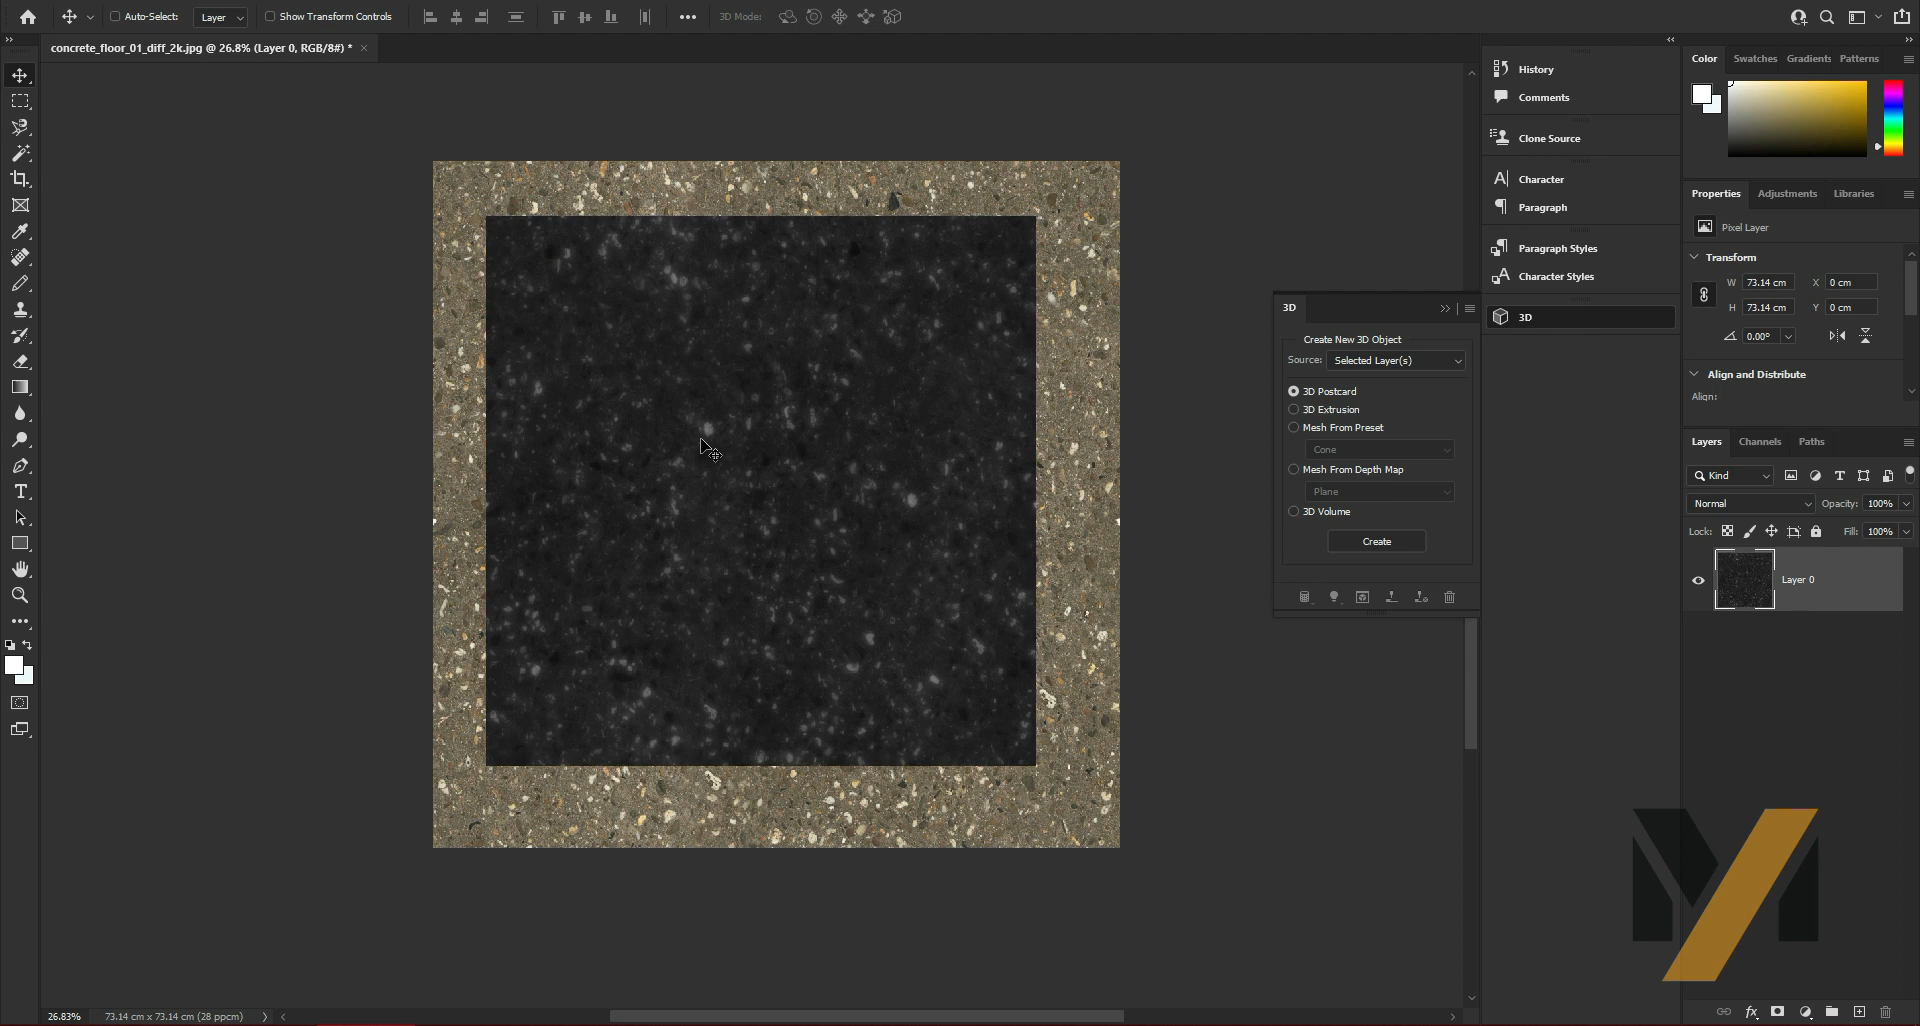 Auto-Select:
Layer
Show Transform Controls
3D Mode:
concrete_floor_01_diff_2k.jpg @ 26.8% (Layer 0, RGB/8#) *
History
Comments
Clone Source
Character
Paragraph
Paragraph Styles
Character Styles
3D
3D
Create New 3D Object
Source:
Selected Layer(s)
3D Postcard
3D Extrusion
Mesh From Preset
Cone
Mesh From Depth Map
Plane
3D Volume
Create
Color
Swatches
Gradients
Patterns
Properties
Adjustments
Libraries
Pixel Layer
Transform
W 73.14 cm X 0 cm
H 73.14 cm Y 0 cm
0.00°
Align and Distribute
Align:
Layers
Channels
Paths
Kind
Normal
Opacity: 100%
Lock:
Fill: 100%
Layer 0
26.83%
73.14 cm x 73.14 cm (28 ppcm)